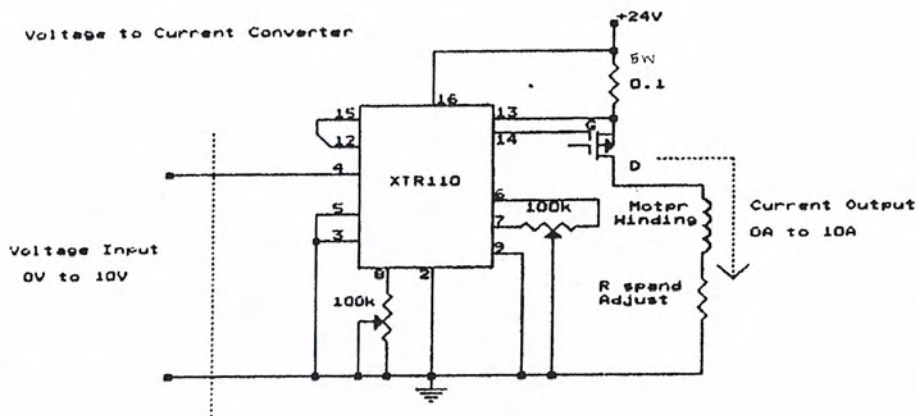 +24V
Voltage to Current Converter
5W
0.1
16
15
13
12
14
G
4
XTR110
D
6
100k
5
7
3
9
Motpr
Winding
Current Output
0A to 10A
Voltage Input
0V to 10V
8
2
100k
R spand
Adjust